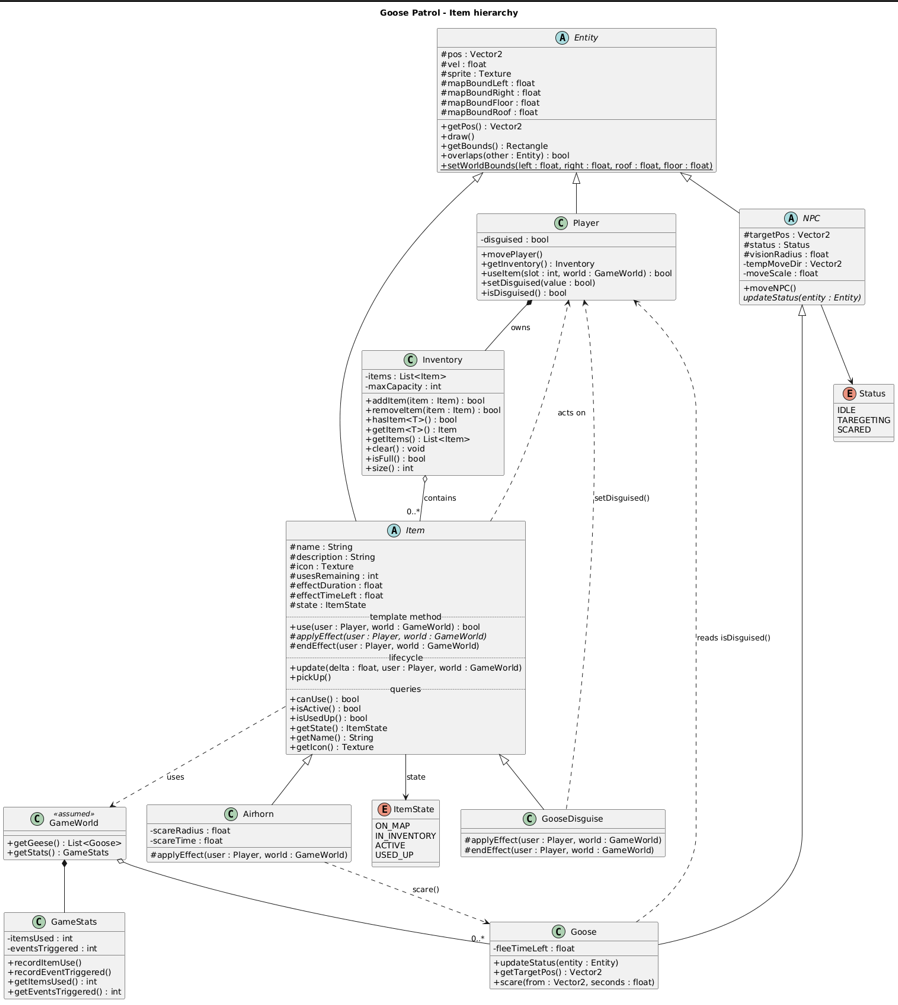 Goose Patrol - Item hierarchy
A Entity
#pos : Vector2
#vel : float
#sprite : Texture
#mapBoundLeft : float
#mapBoundRight : float
#mapBoundFloor : float
#mapBoundRoof : float
+getPos() : Vector2
+draw()
+getBounds() : Rectangle
+overlaps(other : Entity) : bool
+setWorldBounds(left : float, right : float, roof : float, floor : float)
C Player
-disguised : bool
+movePlayer()
+getInventory() : Inventory
+useItem(slot : int, world : GameWorld) : bool
+setDisguised(value : bool)
+isDisguised() : bool
A NPC
#targetPos : Vector2
#status : Status
#visionRadius : float
-tempMoveDir : Vector2
-moveScale : float
+moveNPC()
updateStatus(entity : Entity)
owns
C Inventory
-items : List<Item>
-maxCapacity : int
+addItem(item : Item) : bool
+removeItem(item : Item) : bool
+hasItem<T>() : bool
+getItem<T>() : Item
+getItems() : List<Item>
+clear() : void
+isFull() : bool
+size() : int
E Status
IDLE
TAREGETING
SCARED
acts on
setDisguised()
contains
0..*
A Item
#name : String
#description : String
#icon : Texture
#usesRemaining : int
#effectDuration : float
#effectTimeLeft : float
#state : ItemState
template method
+use(user : Player, world : GameWorld) : bool
#applyEffect(user : Player, world : GameWorld)
#endEffect(user : Player, world : GameWorld)
lifecycle
+update(delta : float, user : Player, world : GameWorld)
+pickUp()
queries
+canUse() : bool
+isActive() : bool
+isUsedUp() : bool
+getState() : ItemState
+getName() : String
+getIcon() : Texture
reads isDisguised()
uses
state
C «assumed»
GameWorld
+getGeese() : List<Goose>
+getStats() : GameStats
C Airhorn
-scareRadius : float
-scareTime : float
#applyEffect(user : Player, world : GameWorld)
E ItemState
ON_MAP
IN_INVENTORY
ACTIVE
USED_UP
C GooseDisguise
#applyEffect(user : Player, world : GameWorld)
#endEffect(user : Player, world : GameWorld)
scare()
0..*
C GameStats
-itemsUsed : int
-eventsTriggered : int
+recordItemUse()
+recordEventTriggered()
+getItemsUsed() : int
+getEventsTriggered() : int
C Goose
-fleeTimeLeft : float
+updateStatus(entity : Entity)
+getTargetPos() : Vector2
+scare(from : Vector2, seconds : float)